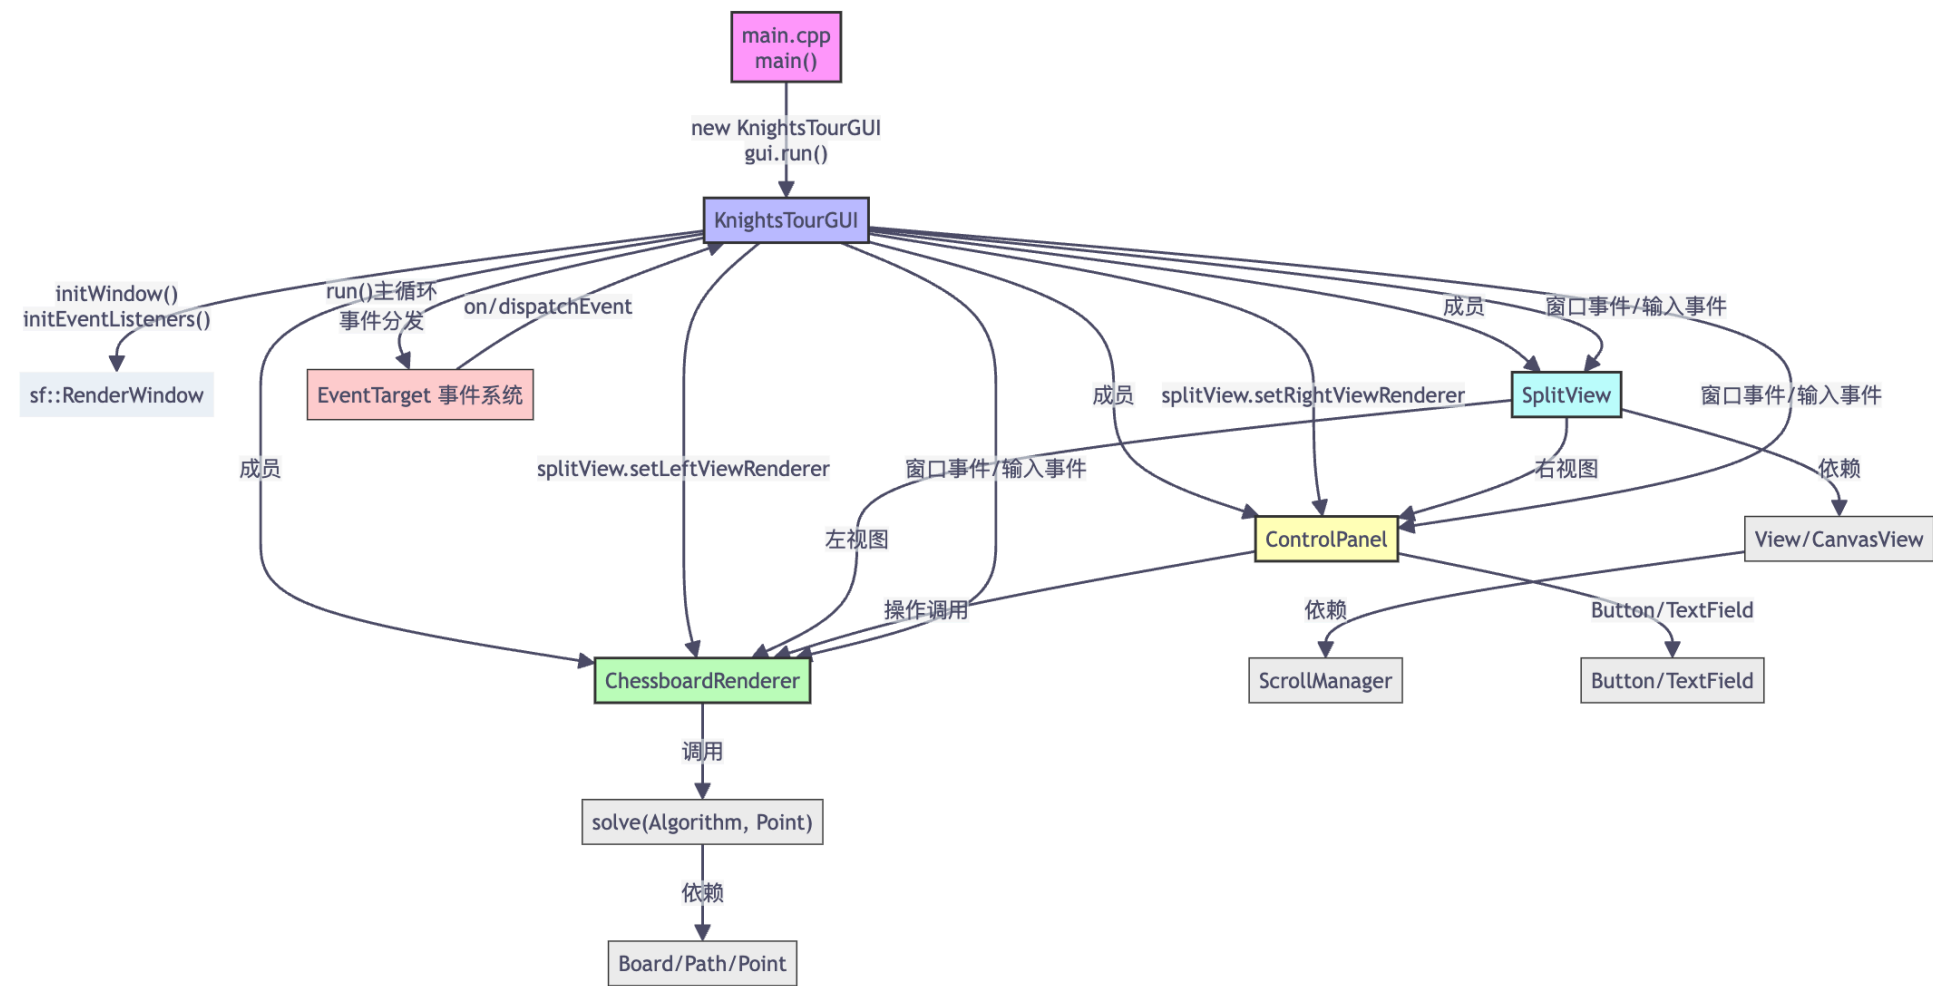 main.cpp
main()
new KnightsTourGUI
gui.run()
KnightsTourGUI
initWindow()
initEventListeners()
run()主循环
事件分发
on/dispatchEvent
成员
窗口事件/输入事件
sf::RenderWindow
EventTarget 事件系统
成员
splitView.setRightViewRenderer
SplitView
窗口事件/输入事件
成员
splitView.setLeftViewRenderer
窗口事件/输入事件
右视图
依赖
左视图
ControlPanel
View/CanvasView
操作调用
依赖
Button/TextField
ChessboardRenderer
ScrollManager
Button/TextField
调用
solve(Algorithm, Point)
依赖
Board/Path/Point